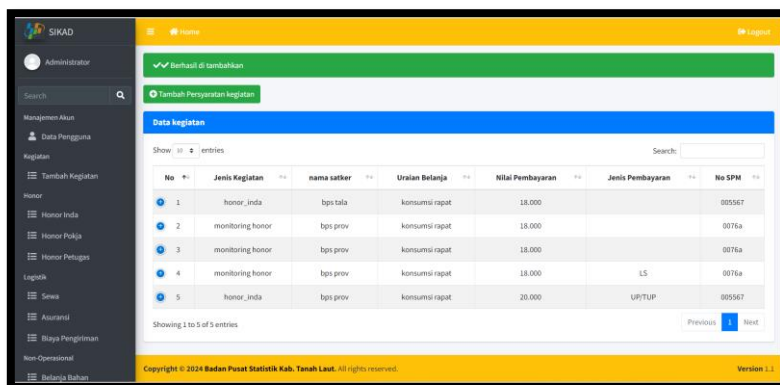 SIKAD
Home
Logout
Administrator
Berhasil di tambahkan
Search
Tambah Persyaratan kegiatan
Manajemen Akun
Data kegiatan
Data Pengguna
Show 10 entries
Search:
Kegiatan
Tambah Kegiatan
No Jenis Kegiatan nama satker Uraian Belanja Nilai Pembayaran Jenis Pembayaran No SPM
Honor
1 honor_inda bps tala konsumsi rapat 18.000 005567
Honor Inda
2 monitoring honor bps prov konsumsi rapat 18.000 0076a
Honor Pokja
3 monitoring honor bps prov konsumsi rapat 18.000 0076a
Honor Petugas
4 monitoring honor bps prov konsumsi rapat 18.000 LS 0076a
Logistik
Sewa
5 honor_inda bps prov konsumsi rapat 20.000 UP/TUP 005567
Asuransi
Showing 1 to 5 of 5 entries
Previous 1 Next
Biaya Pengiriman
Non-Operasional
Copyright © 2024 Badan Pusat Statistik Kab. Tanah Laut. All rights reserved.
Version 1.1
Belanja Bahan